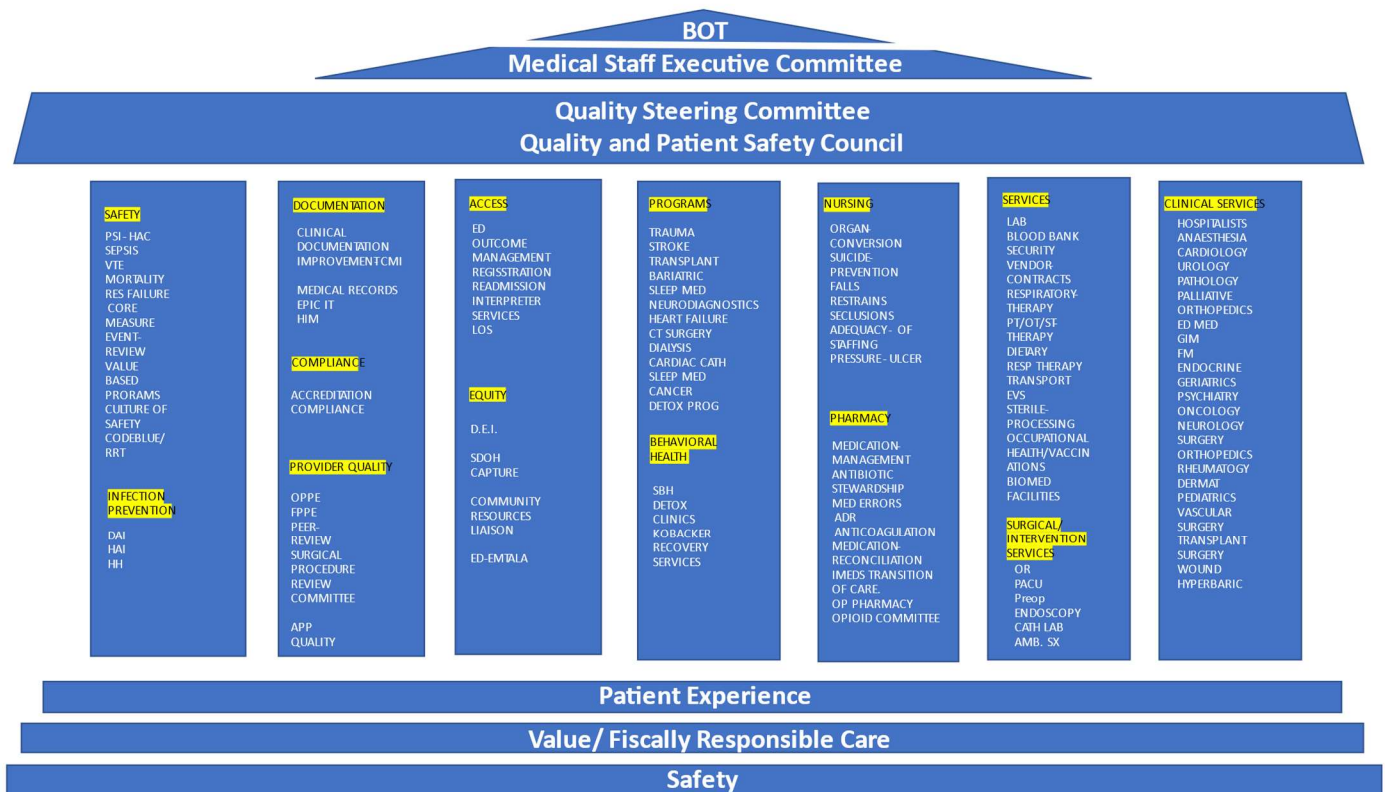 BOT
Medical Staff Executive Committee
Quality Steering Committee
Quality and Patient Safety Council
SAFETY
PSI-HAC
SEPSIS
VTE
MORTALITY
RES FAILURE
CORE
MEASURE
EVENT-
REVIEW
VALUE
BASED
PRORAMS
CULTURE OF
SAFETY
CODEBLUE/
RRT
INFECTION
PREVENTION
DAI
HAI
HH
DOCUMENTATION
CLINICAL
DOCUMENTATION
IMPROVEMENT-CMI
MEDICAL RECORDS
EPIC IT
HIM
COMPLIANCE
ACCREDITATION
COMPLIANCE
PROVIDER QUALITY
OPPE
FPPE
PEER-
REVIEW
SURGICAL
PROCEDURE
REVIEW
COMMITTEE
APP
QUALITY
ACCESS
ED
OUTCOME
MANAGEMENT
REGISSTRATION
READMISSION
INTERPRETER
SERVICES
LOS
EQUITY
D.E.I.
SDOH
CAPTURE
COMMUNITY
RESOURCES
LIAISON
ED-EMTALA
PROGRAMS
TRAUMA
STROKE
TRANSPLANT
BARIATRIC
SLEEP MED
NEURODIAGNOSTICS
HEART FAILURE
CT SURGERY
DIALYSIS
CARDIAC CATH
SLEEP MED
CANCER
DETOX PROG
BEHAVIORAL
HEALTH
SBH
DETOX
CLINICS
KOBACKER
RECOVERY
SERVICES
NURSING
ORGAN-
CONVERSION
SUICIDE-
PREVENTION
FALLS
RESTRAINS
SECLUSIONS
ADEQUACY- OF
STAFFING
PRESSURE- ULCER
PHARMACY
MEDICATION-
MANAGEMENT
ANTIBIOTIC
STEWARDSHIP
MED ERRORS
ADR
ANTICOAGULATION
MEDICATION-
RECONCILIATION
IMEDS TRANSITION
OF CARE.
OP PHARMACY
OPIOID COMMITTEE
SERVICES
LAB
BLOOD BANK
SECURITY
VENDOR-
CONTRACTS
RESPIRATORY-
THERAPY
PT/OT/ST-
THERAPY
DIETARY
RESP THERAPY
TRANSPORT
EVS
STERILE-
PROCESSING
OCCUPATIONAL
HEALTH/VACCIN
ATIONS
BIOMED
FACILITIES
SURGICAL/
INTERVENTION
SERVICES
OR
PACU
Preop
ENDOSCOPY
CATH LAB
AMB. SX
CLINICAL SERVICES
HOSPITALISTS
ANAESTHESIA
CARDIOLOGY
UROLOGY
PATHOLOGY
PALLIATIVE
ORTHOPEDICS
ED MED
GIM
FM
ENDOCRINE
GERIATRICS
PSYCHIATRY
ONCOLOGY
NEUROLOGY
SURGERY
ORTHOPEDICS
RHEUMATOGY
DERMAT
PEDIATRICS
VASCULAR
SURGERY
TRANSPLANT
SURGERY
WOUND
HYPERBARIC
Patient Experience
Value/ Fiscally Responsible Care
Safety